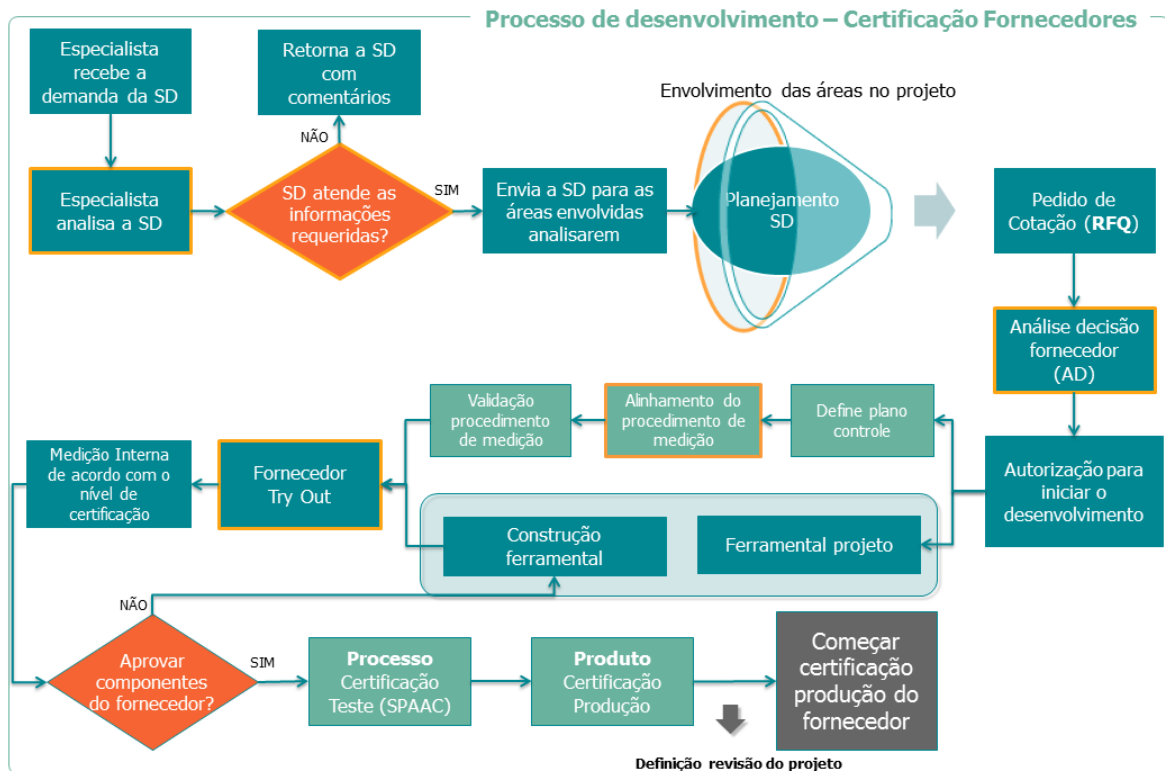 Processo de desenvolvimento – Certificação Fornecedores
Especialista
recebe a
demanda da SD
Retorna a SD
com
comentários
NÃO
Especialista
analisa a SD
SD atende as
informações
requeridas?
SIM
Envia a SD para as
áreas envolvidas
analisarem
Envolvimento das áreas no projeto
Planejamento
SD
Pedido de
Cotação (RFQ)
Análise decisão
fornecedor
(AD)
Autorização para
iniciar o
desenvolvimento
Define plano
controle
Alinhamento do
procedimento de
medição
Validação
procedimento
de medição
Ferramental projeto
Construção
ferramental
Fornecedor
Try Out
Medição Interna
de acordo com o
nível de
certificação
NÃO
Aprovar
componentes
do fornecedor?
SIM
Processo
Certificação
Teste (SPAAC)
Produto
Certificação
Produção
Começar
certificação
produção do
fornecedor
Definição revisão do projeto